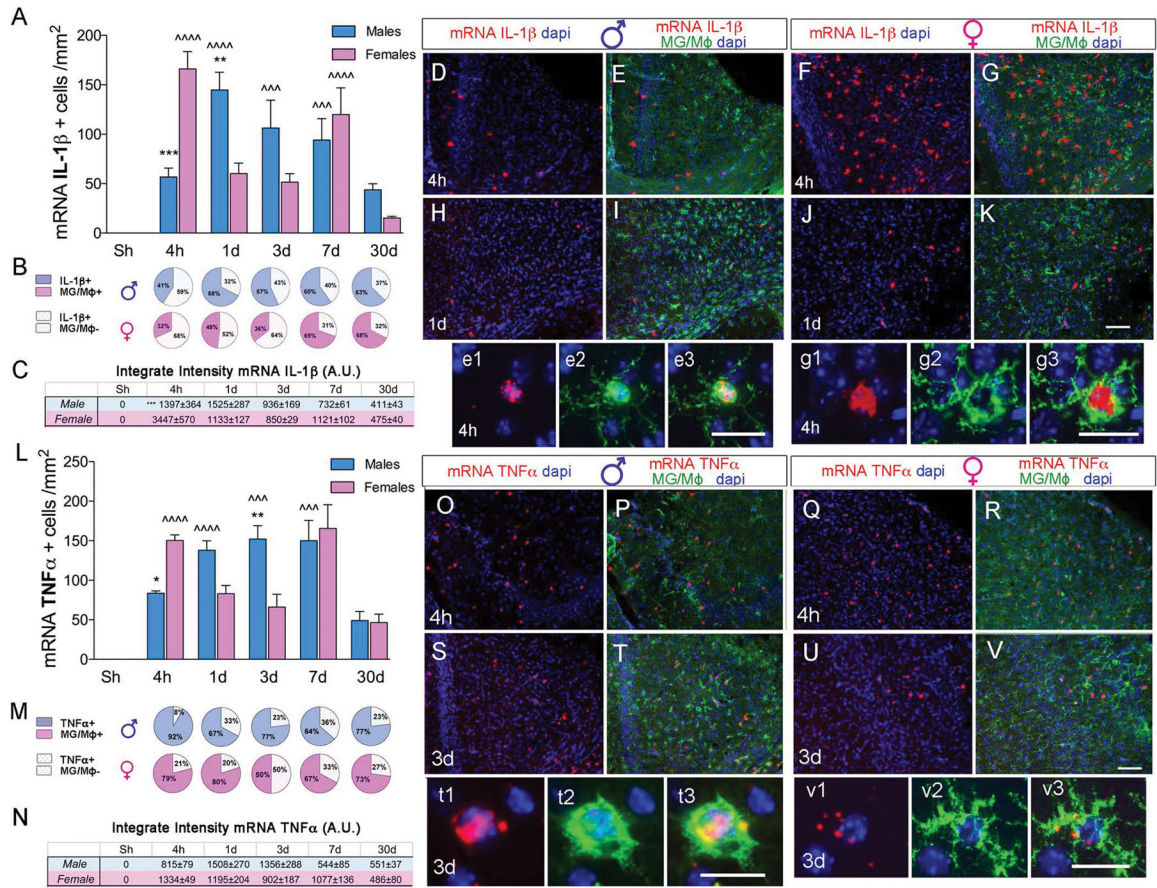 A
mRNA IL-1β + cells /mm²
200
150
100
50
0
Males
Females
^^^^
^^^^
**
^^^
^^^
^^^^
***
Sh 4h 1d 3d 7d 30d
B
IL-1β+
MG/MΦ+
IL-1β+
MG/MΦ-
♂
41% 59% 68% 32% 57% 43% 60% 40% 63% 37%
♀
32% 68% 48% 52% 36% 64% 69% 31% 68% 32%
C
Integrate Intensity mRNA IL-1β (A.U.)
Sh 4h 1d 3d 7d 30d
Male 0 *** 1397±364 1525±287 936±169 732±61 411±43
Female 0 3447±570 1133±127 850±29 1121±102 475±40
mRNA IL-1β dapi ♂ mRNA IL-1β
MG/MΦ dapi
mRNA IL-1β dapi ♀ mRNA IL-1β
MG/MΦ dapi
D E F G
4h 4h
H I J K
1d 1d
e1 e2 e3 g1 g2 g3
4h 4h
L
mRNA TNFα + cells /mm²
250
200
150
100
50
0
Males
Females
^^^^
^^^^
^^^
**
^^^
*
Sh 4h 1d 3d 7d 30d
M
TNFα+
MG/MΦ+
TNFα+
MG/MΦ-
♂
8% 92% 33% 67% 23% 77% 36% 64% 23% 77%
♀
21% 79% 20% 80% 50% 50% 33% 67% 27% 73%
N
Integrate Intensity mRNA TNFα (A.U.)
Sh 4h 1d 3d 7d 30d
Male 0 815±79 1508±270 1356±288 544±85 551±37
Female 0 1334±49 1195±204 902±187 1077±136 486±80
mRNA TNFα dapi ♂ mRNA TNFα
MG/MΦ dapi
mRNA TNFα dapi ♀ mRNA TNFα
MG/MΦ dapi
O P Q R
4h 4h
S T U V
3d 3d
t1 t2 t3 v1 v2 v3
3d 3d